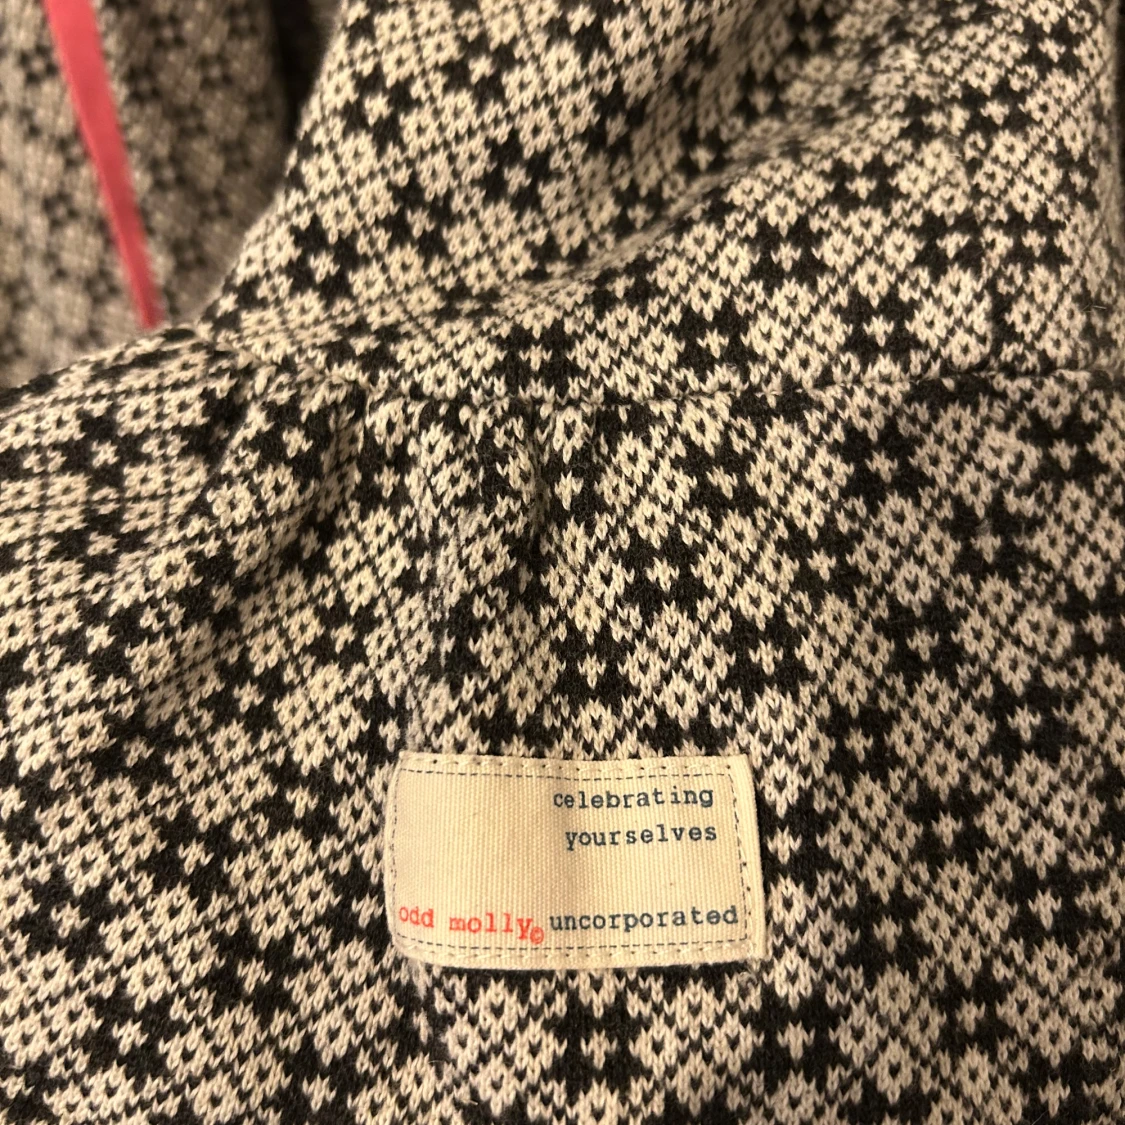 celebrating
yourselves
odd molly© uncorporated